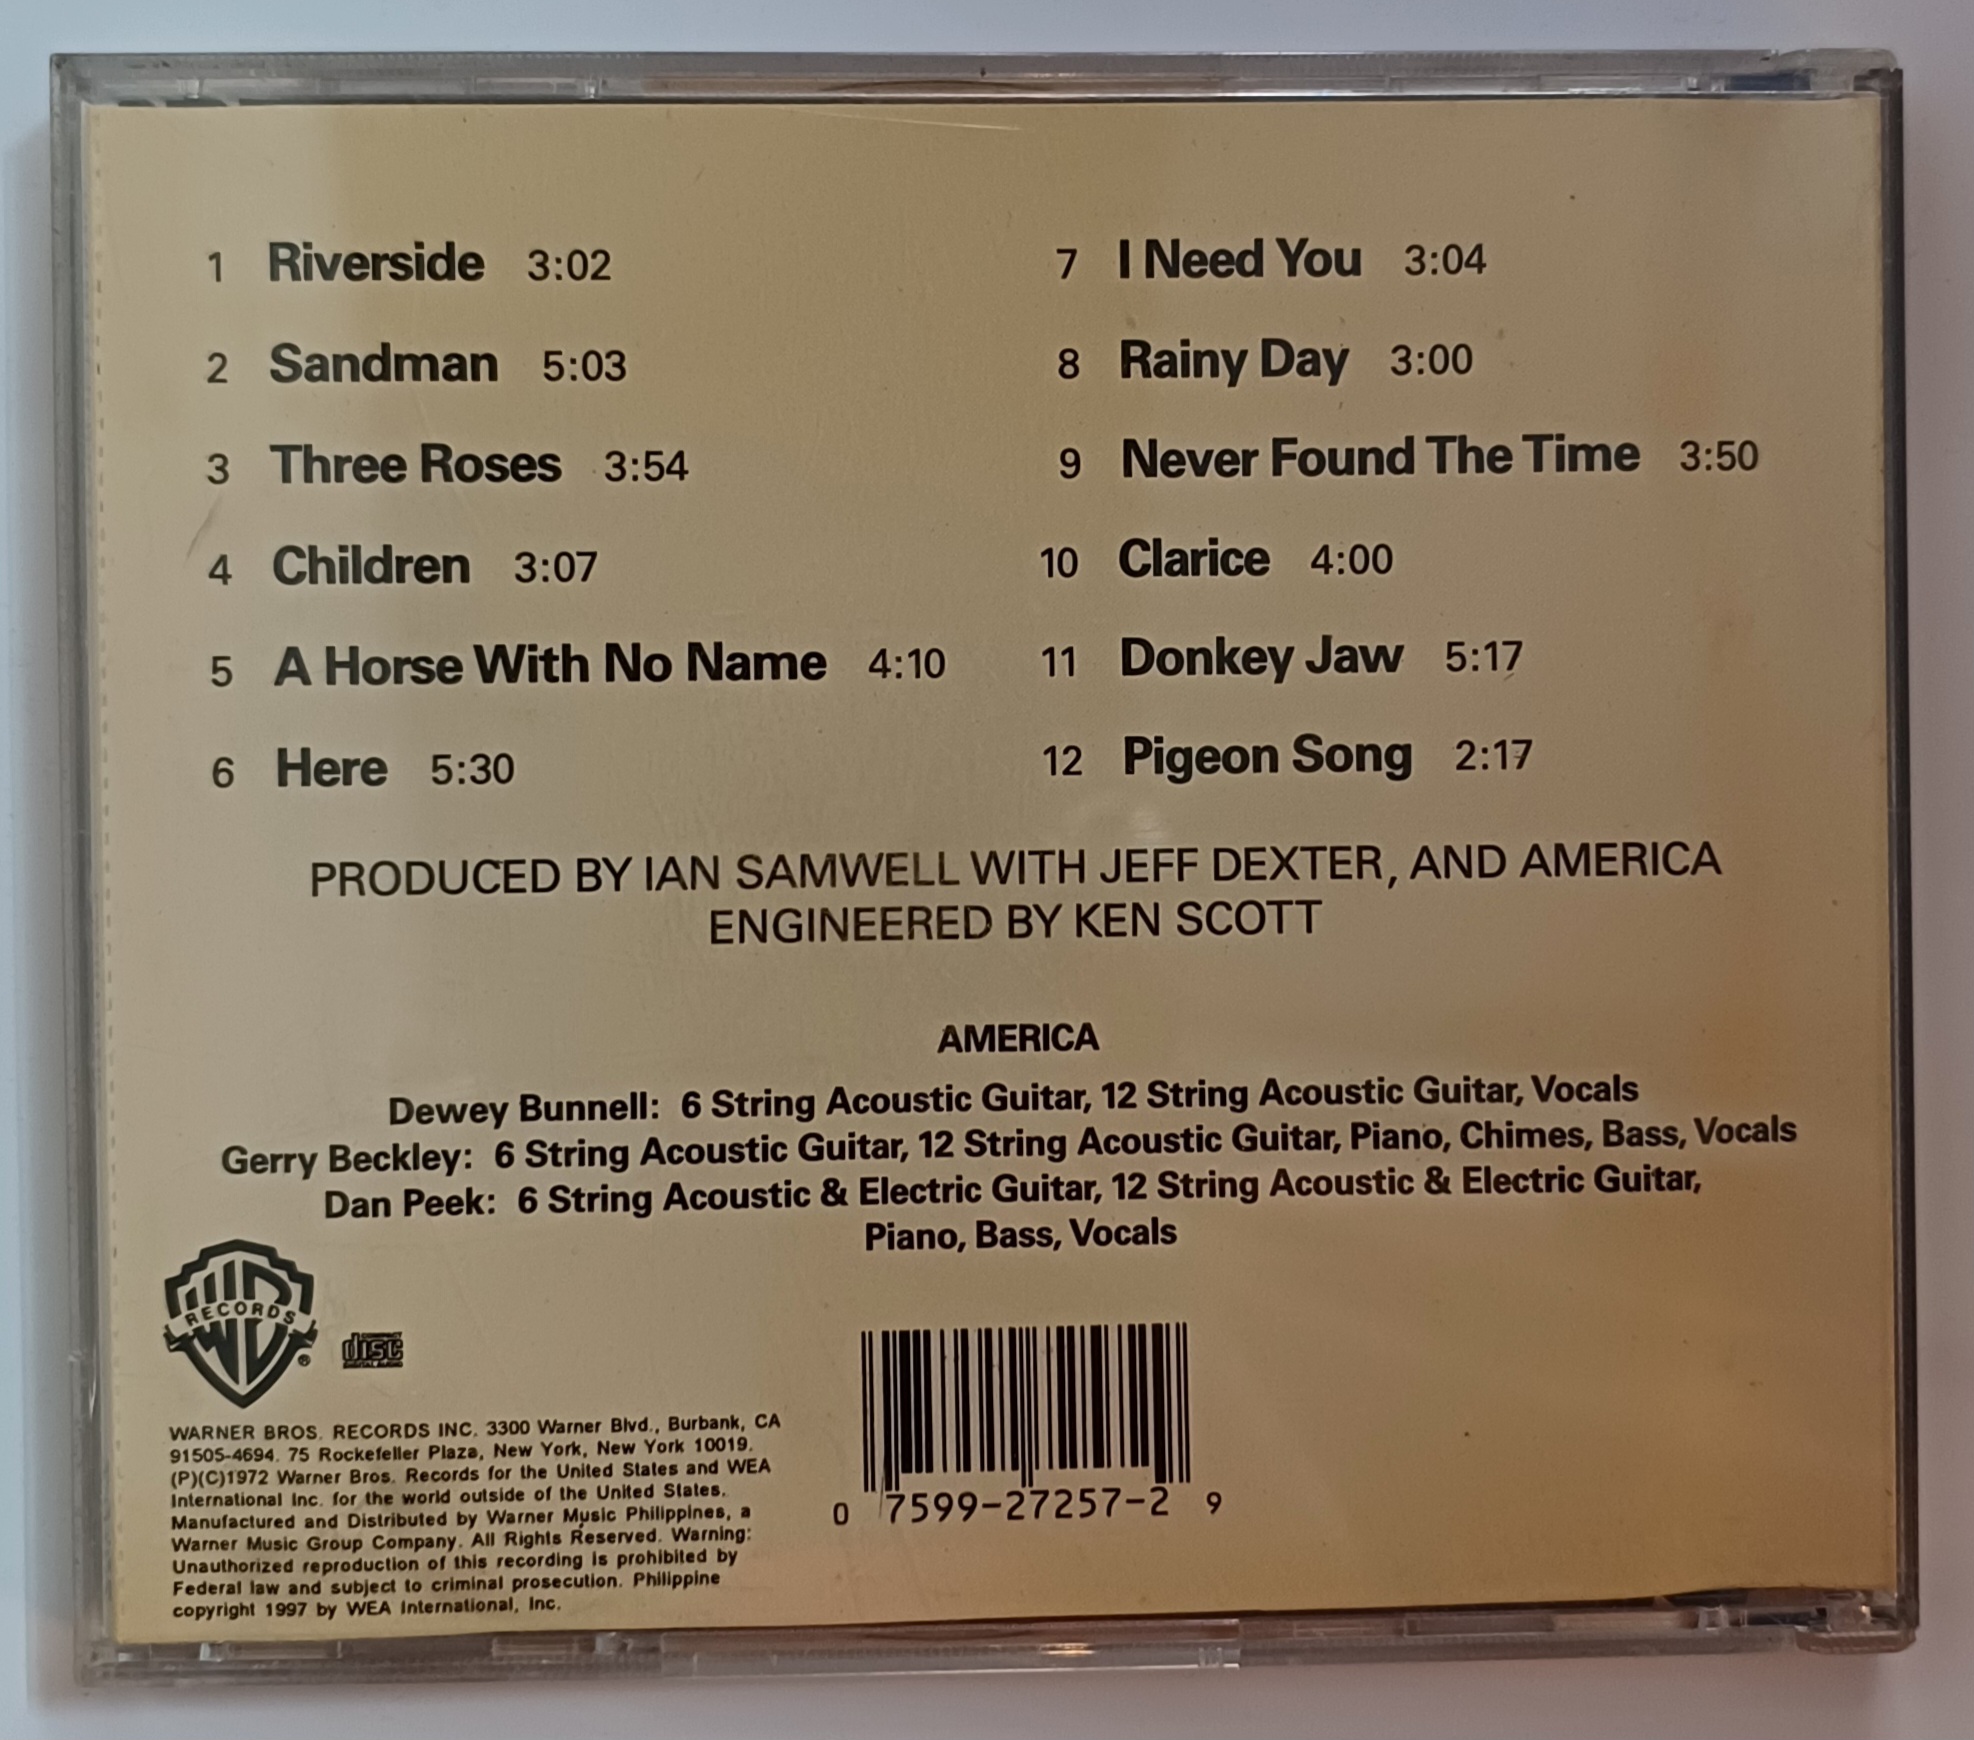 1 Riverside 3:02
2 Sandman 5:03
3 Three Roses 3:54
4 Children 3:07
5 A Horse With No Name 4:10
6 Here 5:30
7 I Need You 3:04
8 Rainy Day 3:00
9 Never Found The Time 3:50
10 Clarice 4:00
11 Donkey Jaw 5:17
12 Pigeon Song 2:17
PRODUCED BY IAN SAMWELL WITH JEFF DEXTER, AND AMERICA
ENGINEERED BY KEN SCOTT
AMERICA
Dewey Bunnell: 6 String Acoustic Guitar, 12 String Acoustic Guitar, Vocals
Gerry Beckley: 6 String Acoustic Guitar, 12 String Acoustic Guitar, Piano, Chimes, Bass, Vocals
Dan Peek: 6 String Acoustic & Electric Guitar, 12 String Acoustic & Electric Guitar,
Piano, Bass, Vocals
RECORDS
®
COMPACT
disc
DIGITAL AUDIO
WARNER BROS. RECORDS INC. 3300 Warner Blvd., Burbank, CA
91505-4694. 75 Rockefeller Plaza, New York, New York 10019.
(P)(C)1972 Warner Bros. Records for the United States and WEA
International Inc. for the world outside of the United States.
Manufactured and Distributed by Warner Music Philippines, a
Warner Music Group Company. All Rights Reserved. Warning:
Unauthorized reproduction of this recording is prohibited by
Federal law and subject to criminal prosecution. Philippine
copyright 1997 by WEA International, Inc.
0 7599-27257-2 9